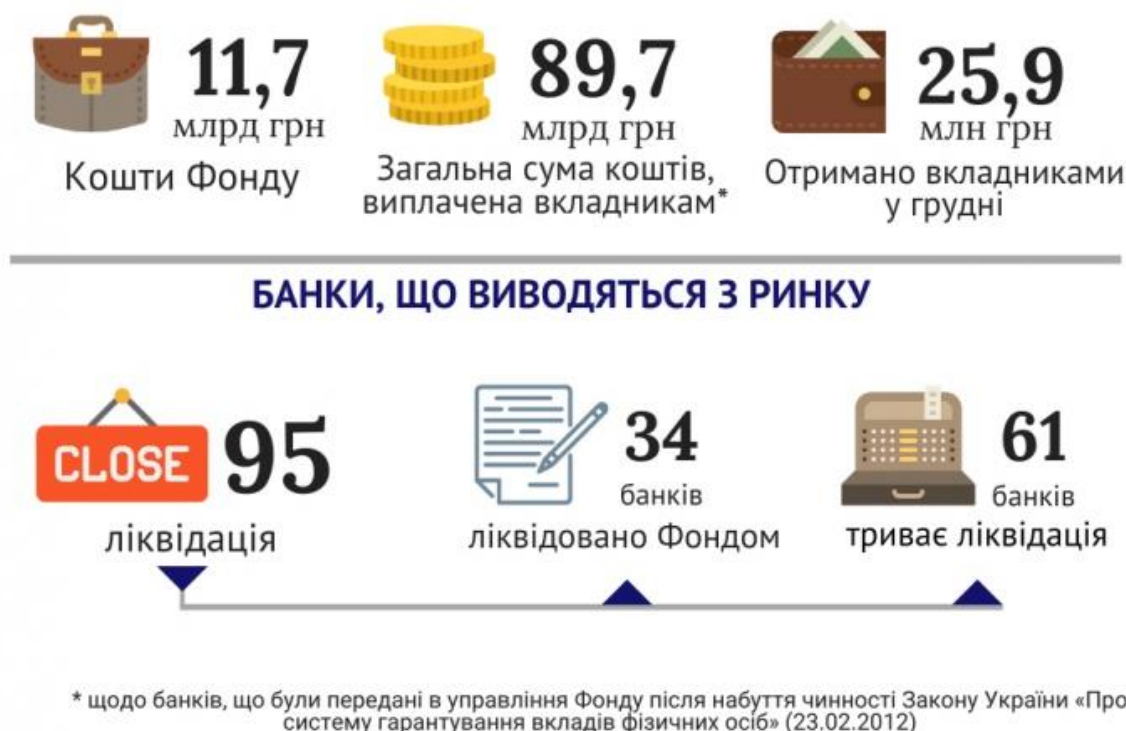 11,7
млрд грн
Кошти Фонду
89,7
млрд грн
Загальна сума коштів,
виплачена вкладникам*
25,9
млн грн
Отримано вкладниками
у грудні
БАНКИ, ЩО ВИВОДЯТЬСЯ З РИНКУ
CLOSE
95
ліквідація
34
банків
ліквідовано Фондом
61
банків
триває ліквідація
* щодо банків, що були передані в управління Фонду після набуття чинності Закону України «Про
систему гарантування вкладів фізичних осіб» (23.02.2012)